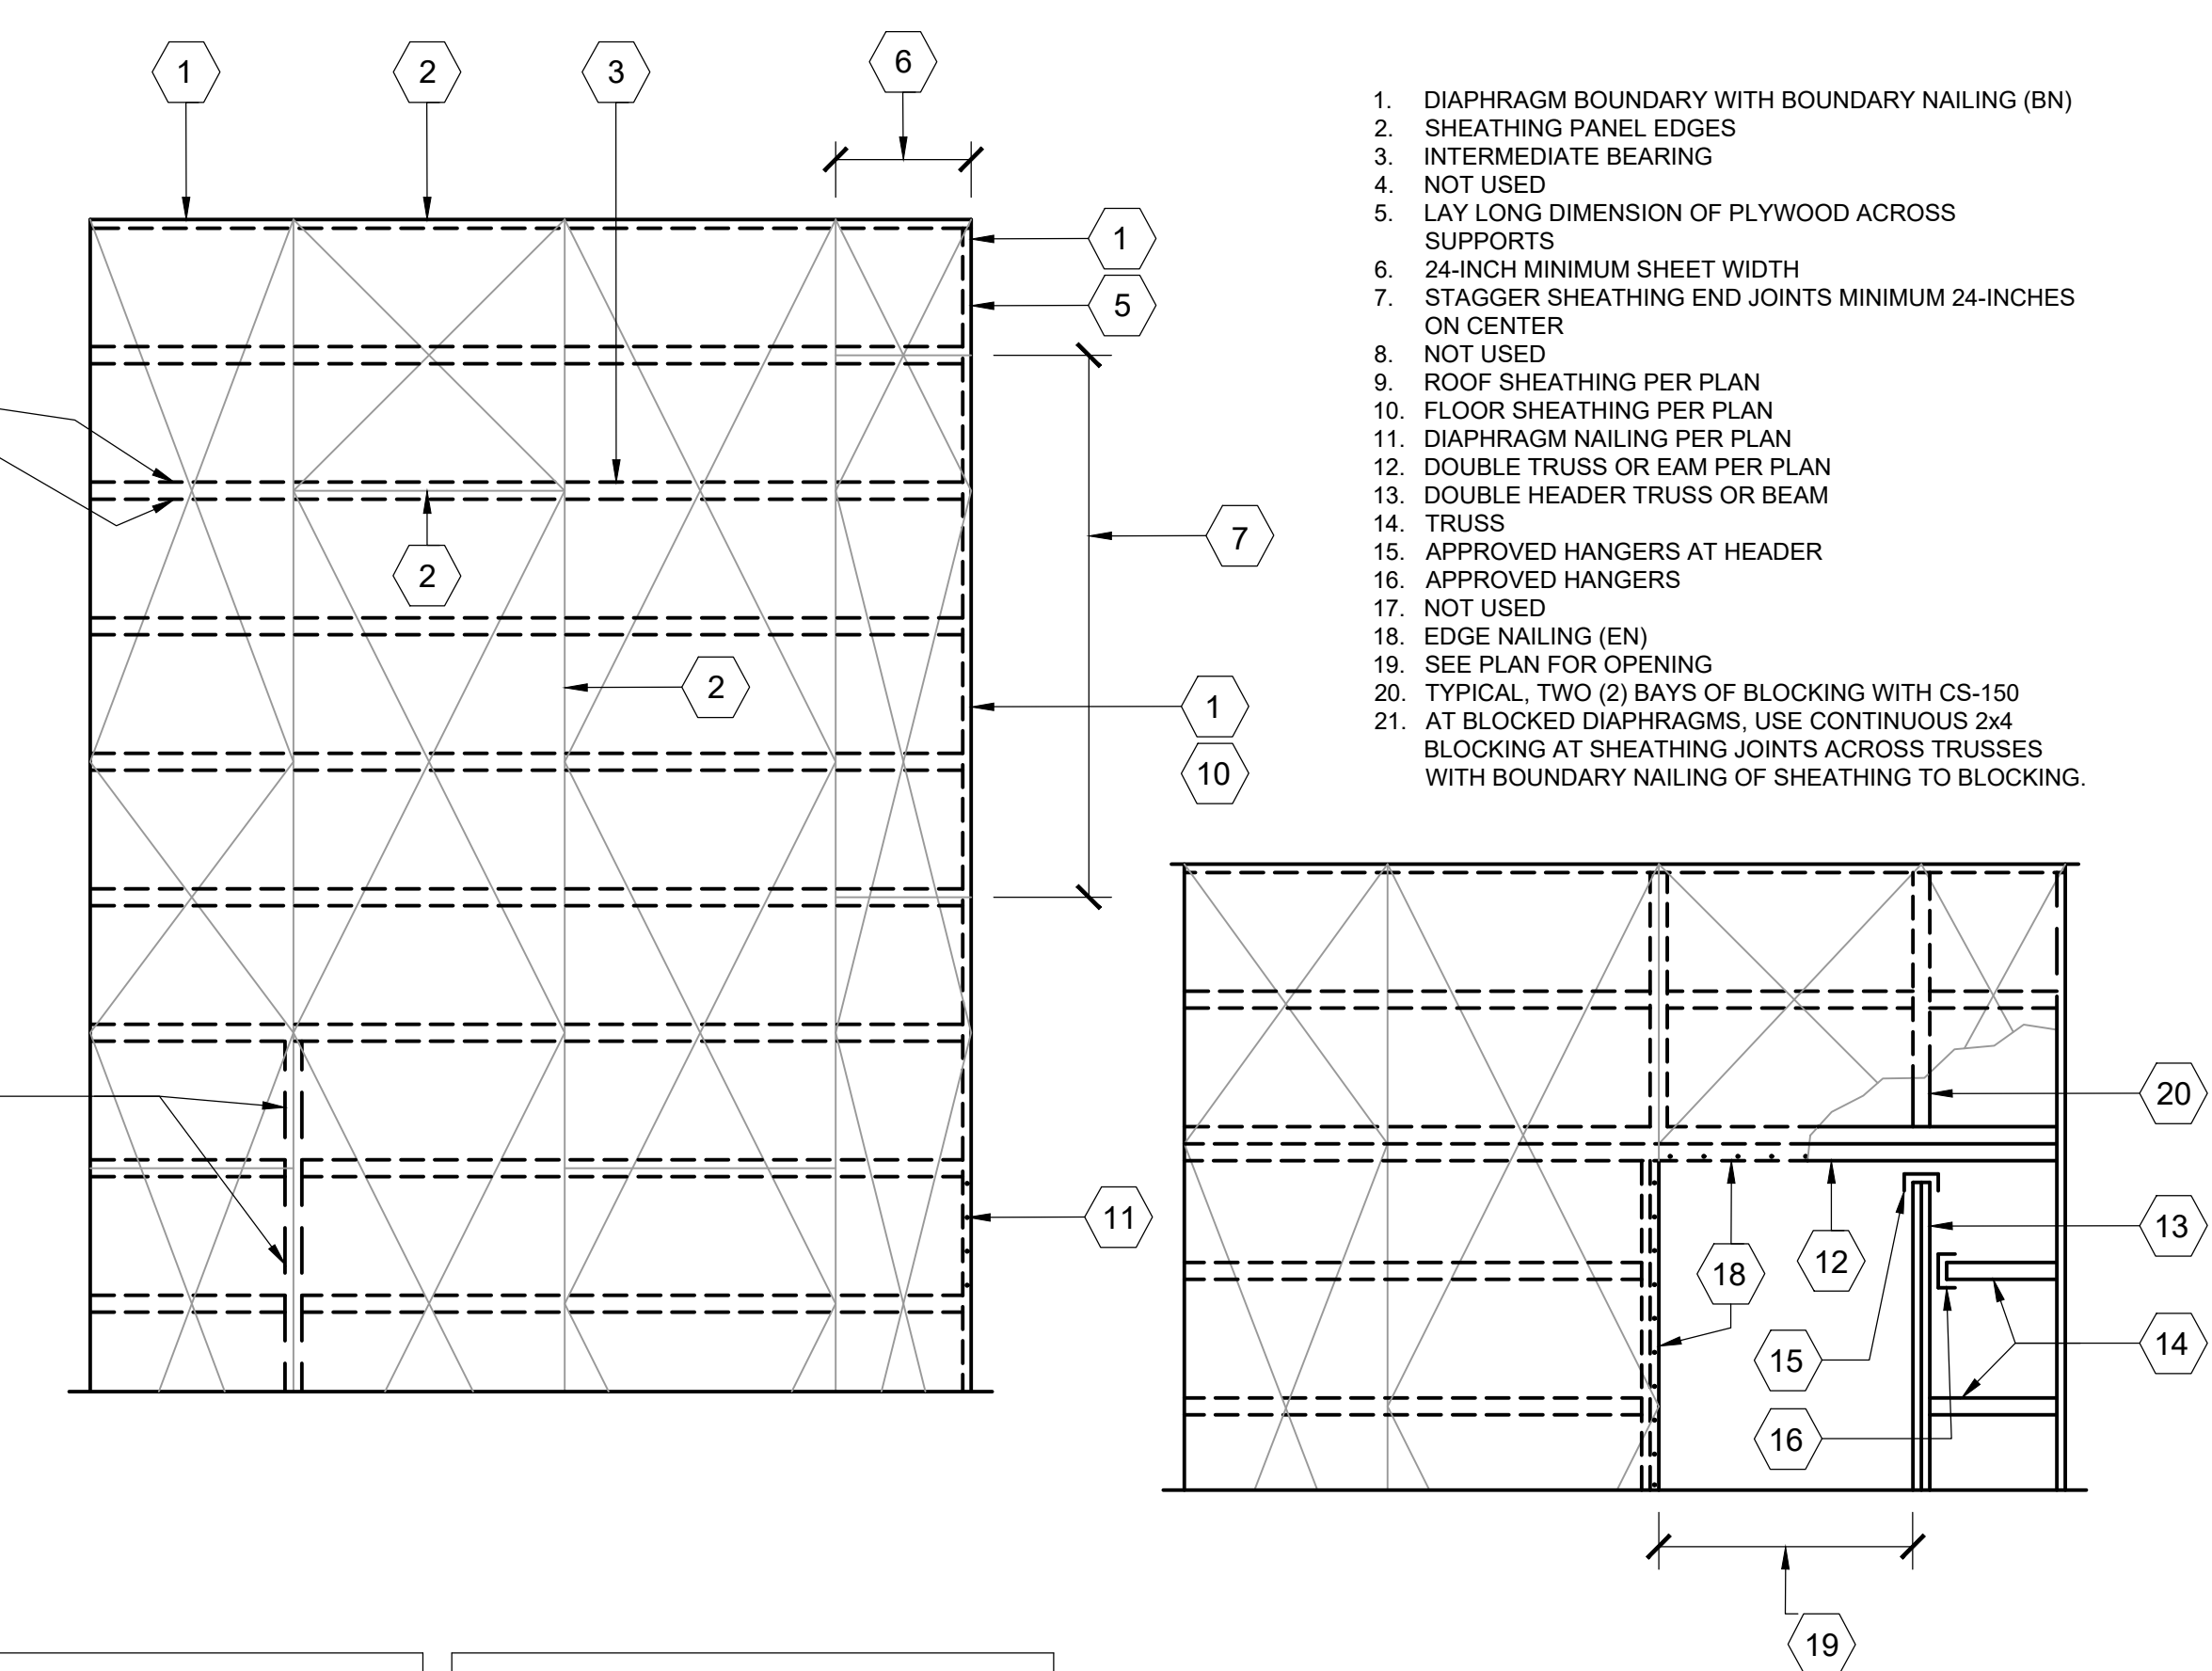 1
2
3
6
1. DIAPHRAGM BOUNDARY WITH BOUNDARY NAILING (BN)
2. SHEATHING PANEL EDGES
3. INTERMEDIATE BEARING
4. NOT USED
5. LAY LONG DIMENSION OF PLYWOOD ACROSS
SUPPORTS
6. 24-INCH MINIMUM SHEET WIDTH
7. STAGGER SHEATHING END JOINTS MINIMUM 24-INCHES
ON CENTER
8. NOT USED
9. ROOF SHEATHING PER PLAN
10. FLOOR SHEATHING PER PLAN
11. DIAPHRAGM NAILING PER PLAN
12. DOUBLE TRUSS OR EAM PER PLAN
13. DOUBLE HEADER TRUSS OR BEAM
14. TRUSS
15. APPROVED HANGERS AT HEADER
16. APPROVED HANGERS
17. NOT USED
18. EDGE NAILING (EN)
19. SEE PLAN FOR OPENING
20. TYPICAL, TWO (2) BAYS OF BLOCKING WITH CS-150
21. AT BLOCKED DIAPHRAGMS, USE CONTINUOUS 2x4
BLOCKING AT SHEATHING JOINTS ACROSS TRUSSES
WITH BOUNDARY NAILING OF SHEATHING TO BLOCKING.
1
5
7
2
2
1
10
11
20
13
18
12
14
15
16
19